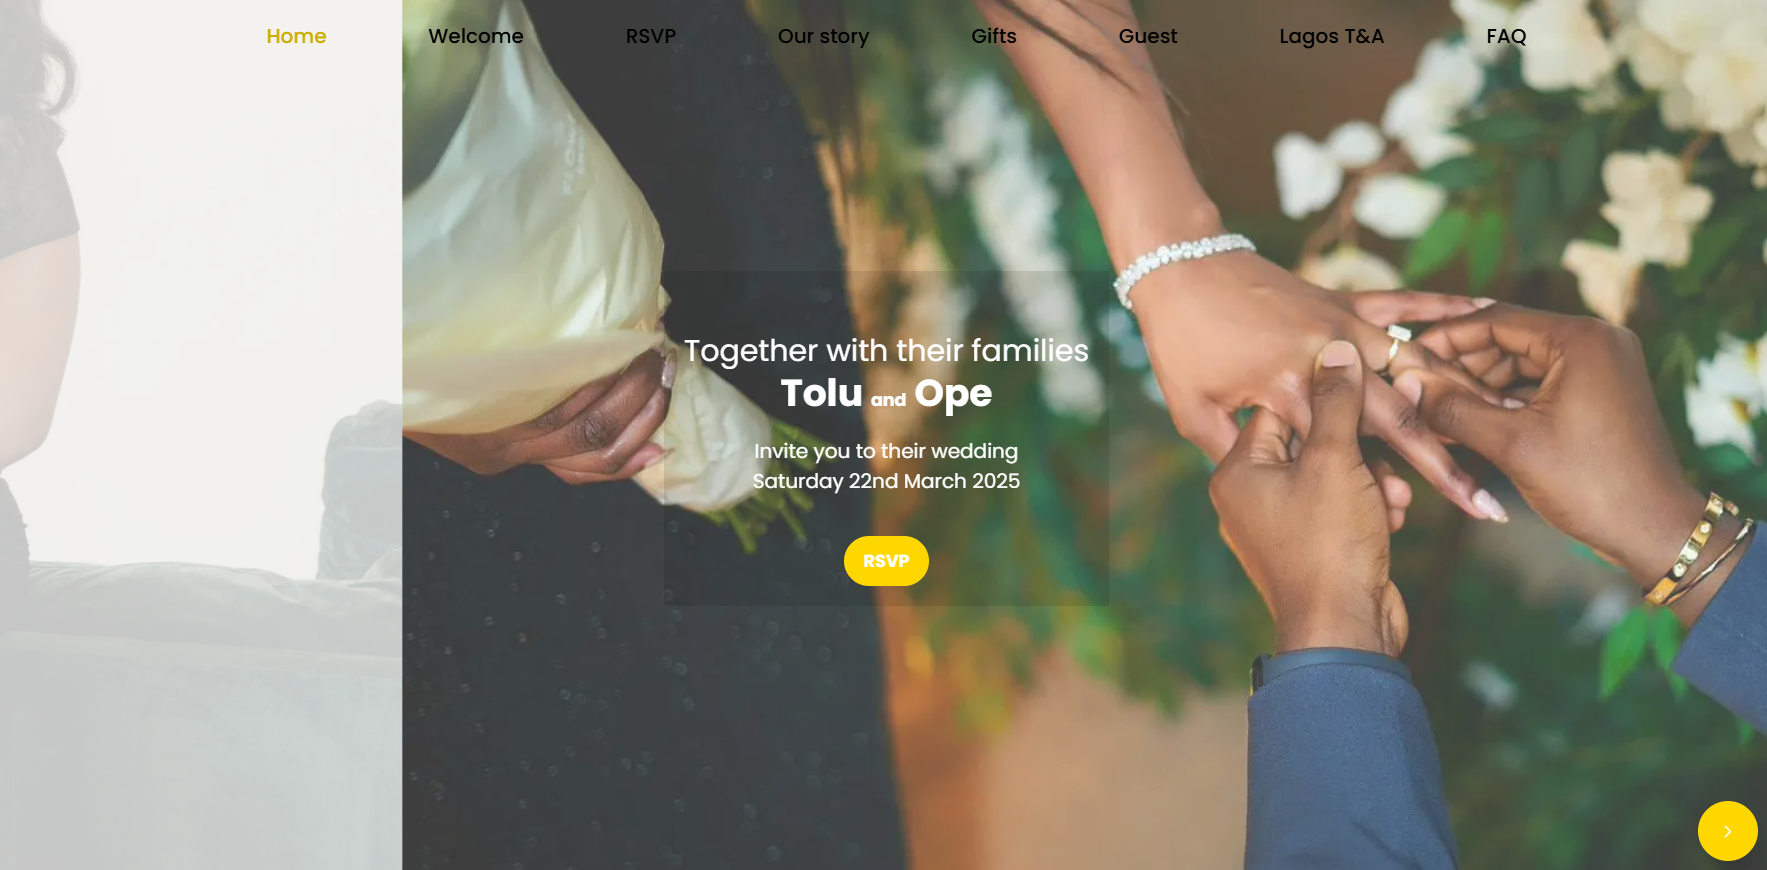 Home Welcome RSVP Our story Gifts Guest Lagos T&A FAQ
Together with their families
Tolu and Ope
Invite you to their wedding
Saturday 22nd March 2025
RSVP